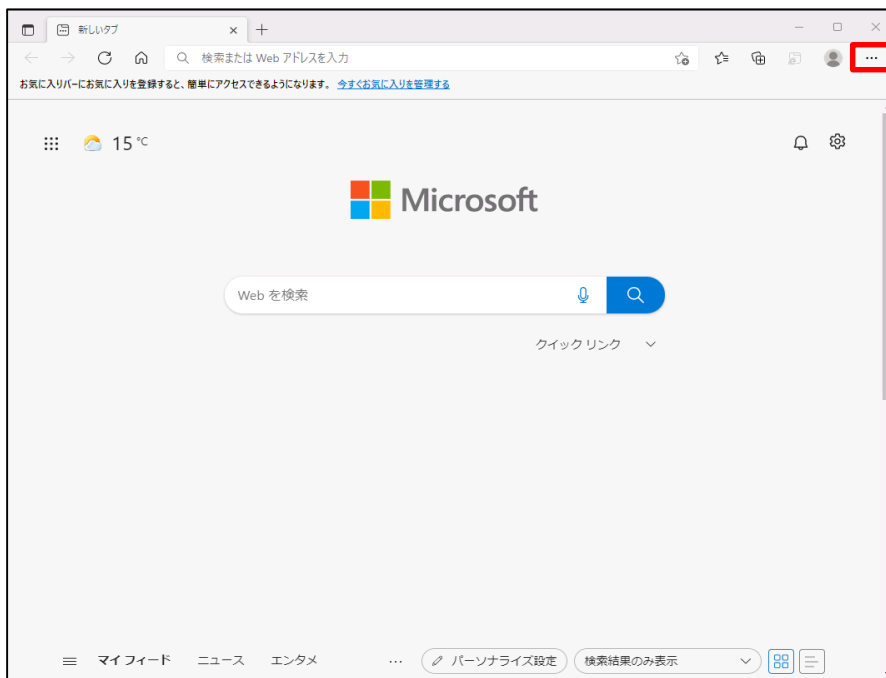 新しいタブ
検索または Web アドレスを入力
お気に入りバーにお気に入りを登録すると、簡単にアクセスできるようになります。 今すぐお気に入りを管理する
15 °C
Microsoft
Web を検索
クイック リンク
マイ フィード ニュース エンタメ ... パーソナライズ設定 検索結果のみ表示